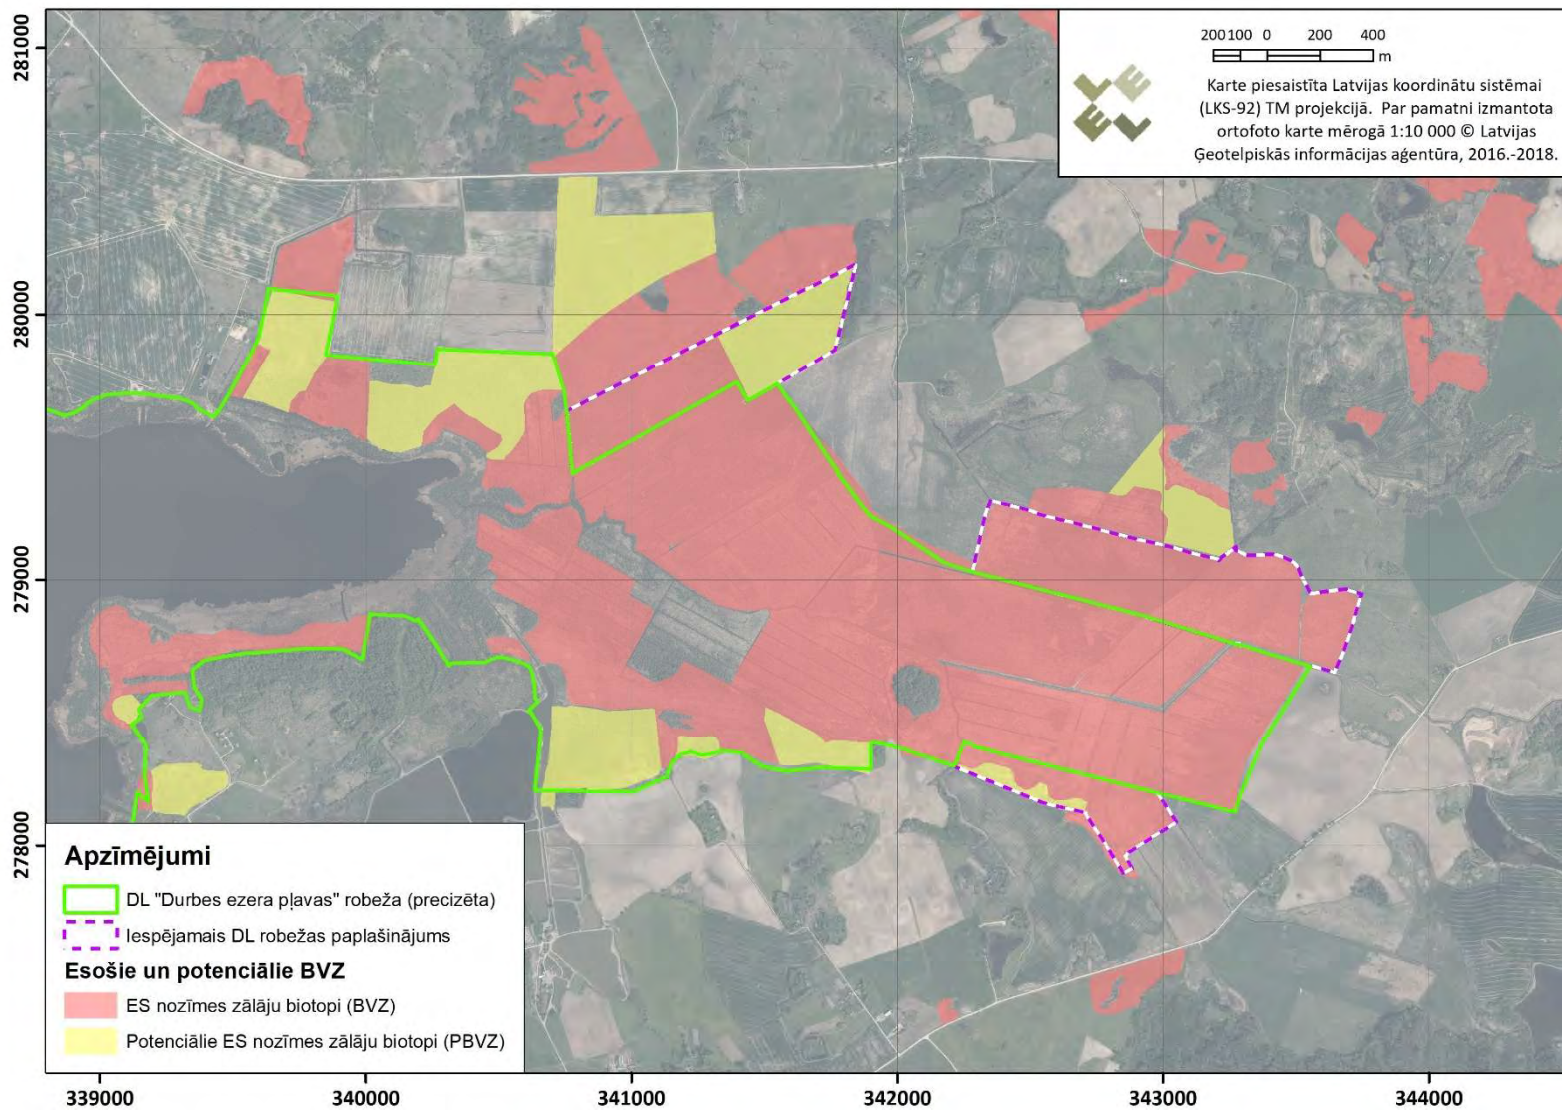 200 100 0 200 400
m
Karte piesaistīta Latvijas koordinātu sistēmai
(LKS-92) TM projekcijā. Par pamatni izmantota
ortofoto karte mērogā 1:10 000 © Latvijas
Ģeotelpiskās informācijas aģentūra, 2016.-2018.
LVE
EL
281000
280000
279000
278000
Apzīmējumi
DL "Durbes ezera pļavas" robeža (precizēta)
Iespējamais DL robežas paplašinājums
Esošie un potenciālie BVZ
ES nozīmes zālāju biotopi (BVZ)
Potenciālie ES nozīmes zālāju biotopi (PBVZ)
339000 340000 341000 342000 343000 344000